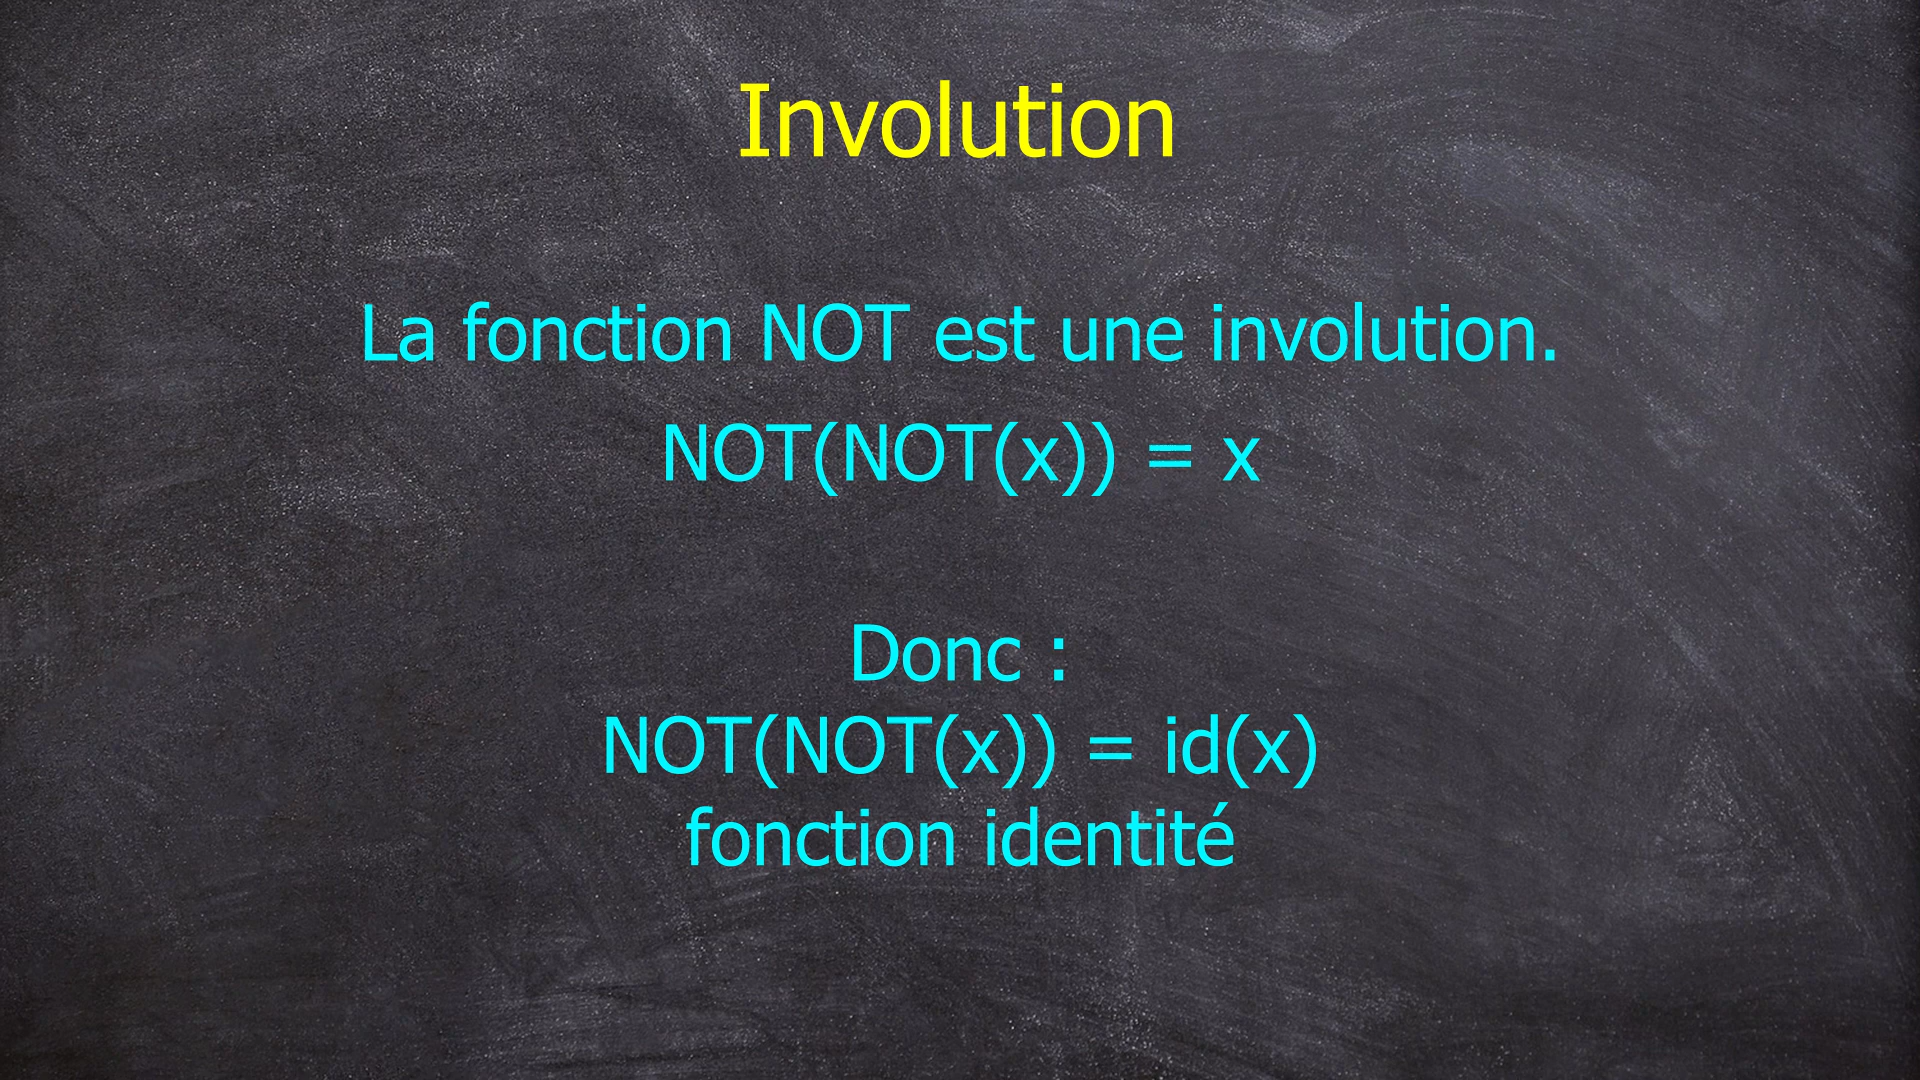 Involution
La fonction NOT est une involution.
NOT(NOT(x)) = x
Donc :
NOT(NOT(x)) = id(x)
fonction identité